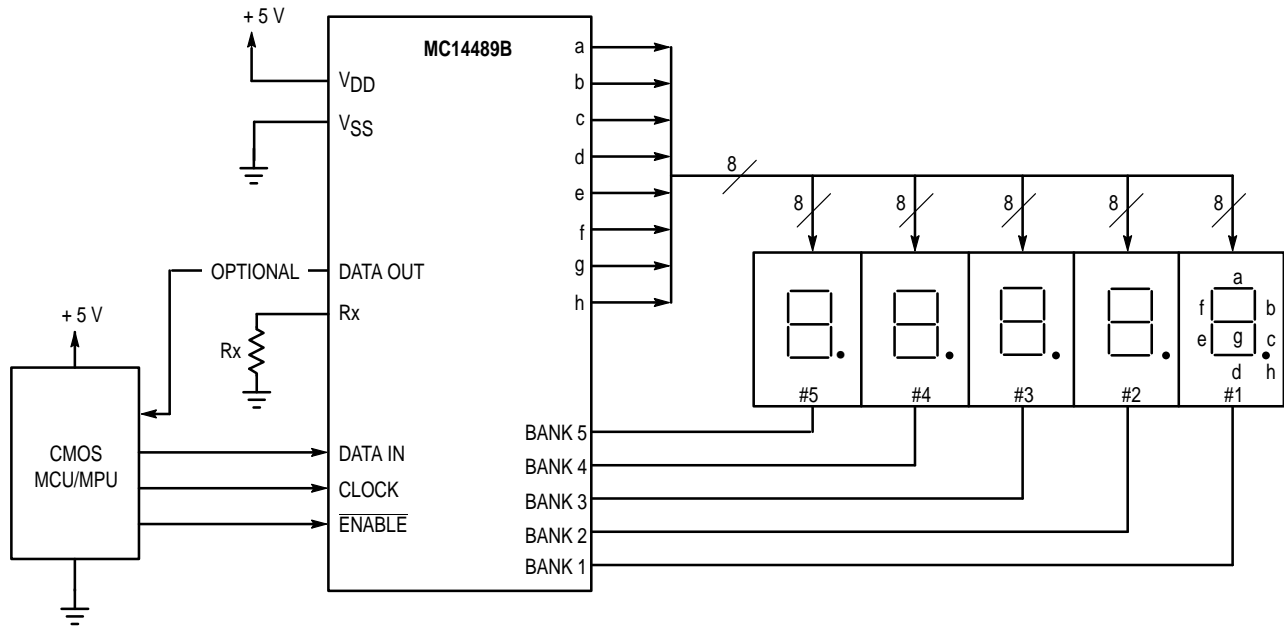 + 5 V
MC14489B
VDD
VSS
a
b
c
d
e
f
g
h
8
8
8
8
8
8
OPTIONAL
DATA OUT
Rx
Rx
+ 5 V
CMOS
MCU/MPU
DATA IN
CLOCK
ENABLE
BANK 5
BANK 4
BANK 3
BANK 2
BANK 1
a
f
b
g
e
c
d
h
#5
#4
#3
#2
#1